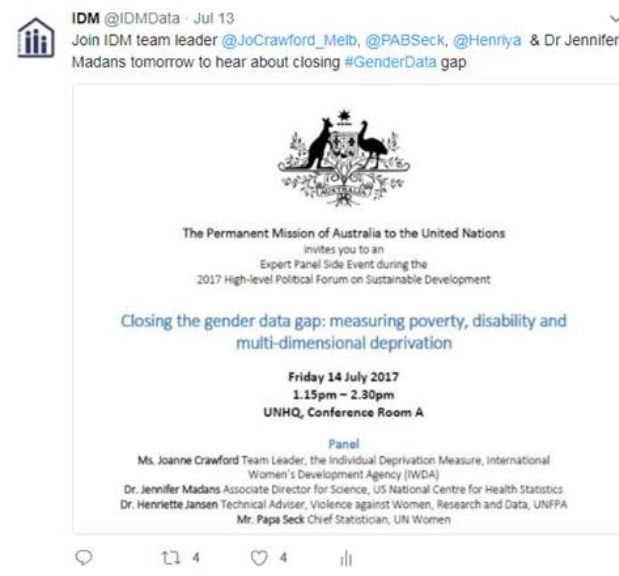 IDM @IDMData · Jul 13
Join IDM team leader @JoCrawford_Melb, @PABSeck, @Henriya & Dr Jennifer
Madans tomorrow to hear about closing #GenderData gap
AUSTRALIA
The Permanent Mission of Australia to the United Nations
invites you to an
Expert Panel Side Event during the
2017 High-level Political Forum on Sustainable Development
Closing the gender data gap: measuring poverty, disability and
multi-dimensional deprivation
Friday 14 July 2017
1.15pm – 2.30pm
UNHQ, Conference Room A
Panel
Ms. Joanne Crawford Team Leader, the Individual Deprivation Measure, International
Women's Development Agency (IWDA)
Dr. Jennifer Madans Associate Director for Science, US National Centre for Health Statistics
Dr. Henriette Jansen Technical Adviser, Violence against Women, Research and Data, UNFPA
Mr. Papa Seck Chief Statistician, UN Women
4 4